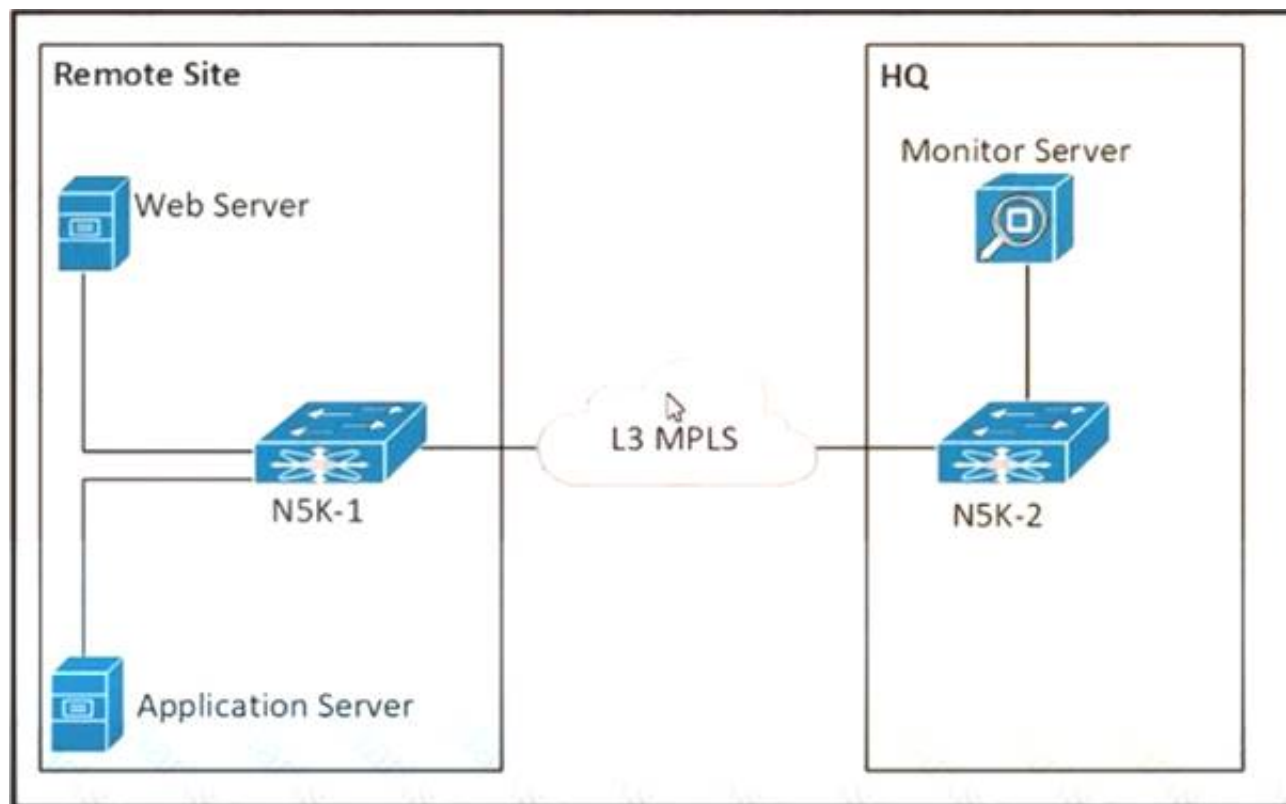 Remote Site
Web Server
N5K-1
Application Server
L3 MPLS
HQ
Monitor Server
N5K-2